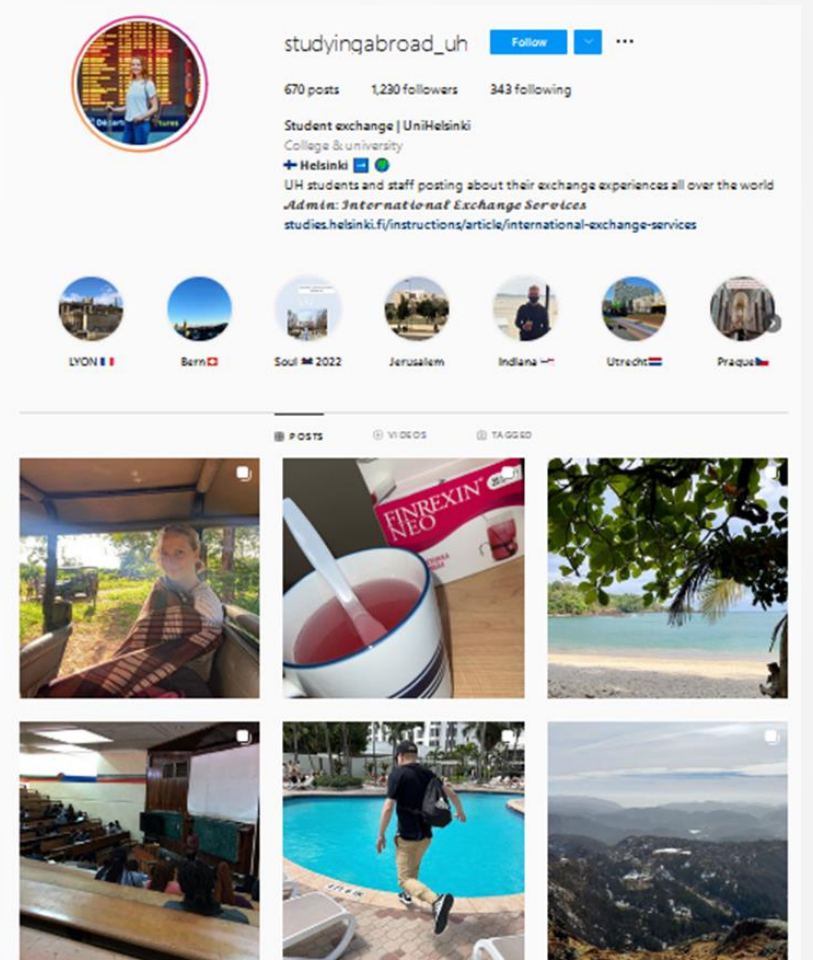 studyingabroad_uh Follow
670 posts 1,230 followers 343 following
Student exchange | UniHelsinki
College & university
Helsinki
UH students and staff posting about their exchange experiences all over the world
Admin: International Exchange Services
studies.helsinki.fi/instructions/article/international-exchange-services
LYON Bern Soul 2022 Jerusalem Indiana Utrecht Prague
POSTS VIDEOS TAGGED
FINREXIN
NEO